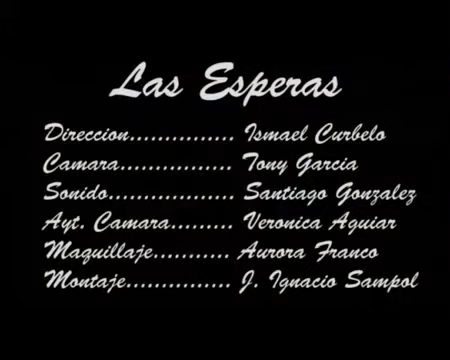 Las Esperas
Direccion............... Ismael Curbelo
Camara................ Tony Garcia
Sonido.................. Santiago Gonzalez
Ayt. Camara......... Veronica Aguiar
Maquillaje........... Aurora Franco
Montaje............... J. Ignacio Sampol